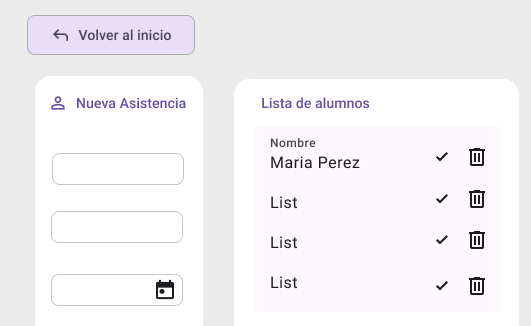 Volver al inicio
Nueva Asistencia
Lista de alumnos
Nombre
Maria Perez
List
List
List